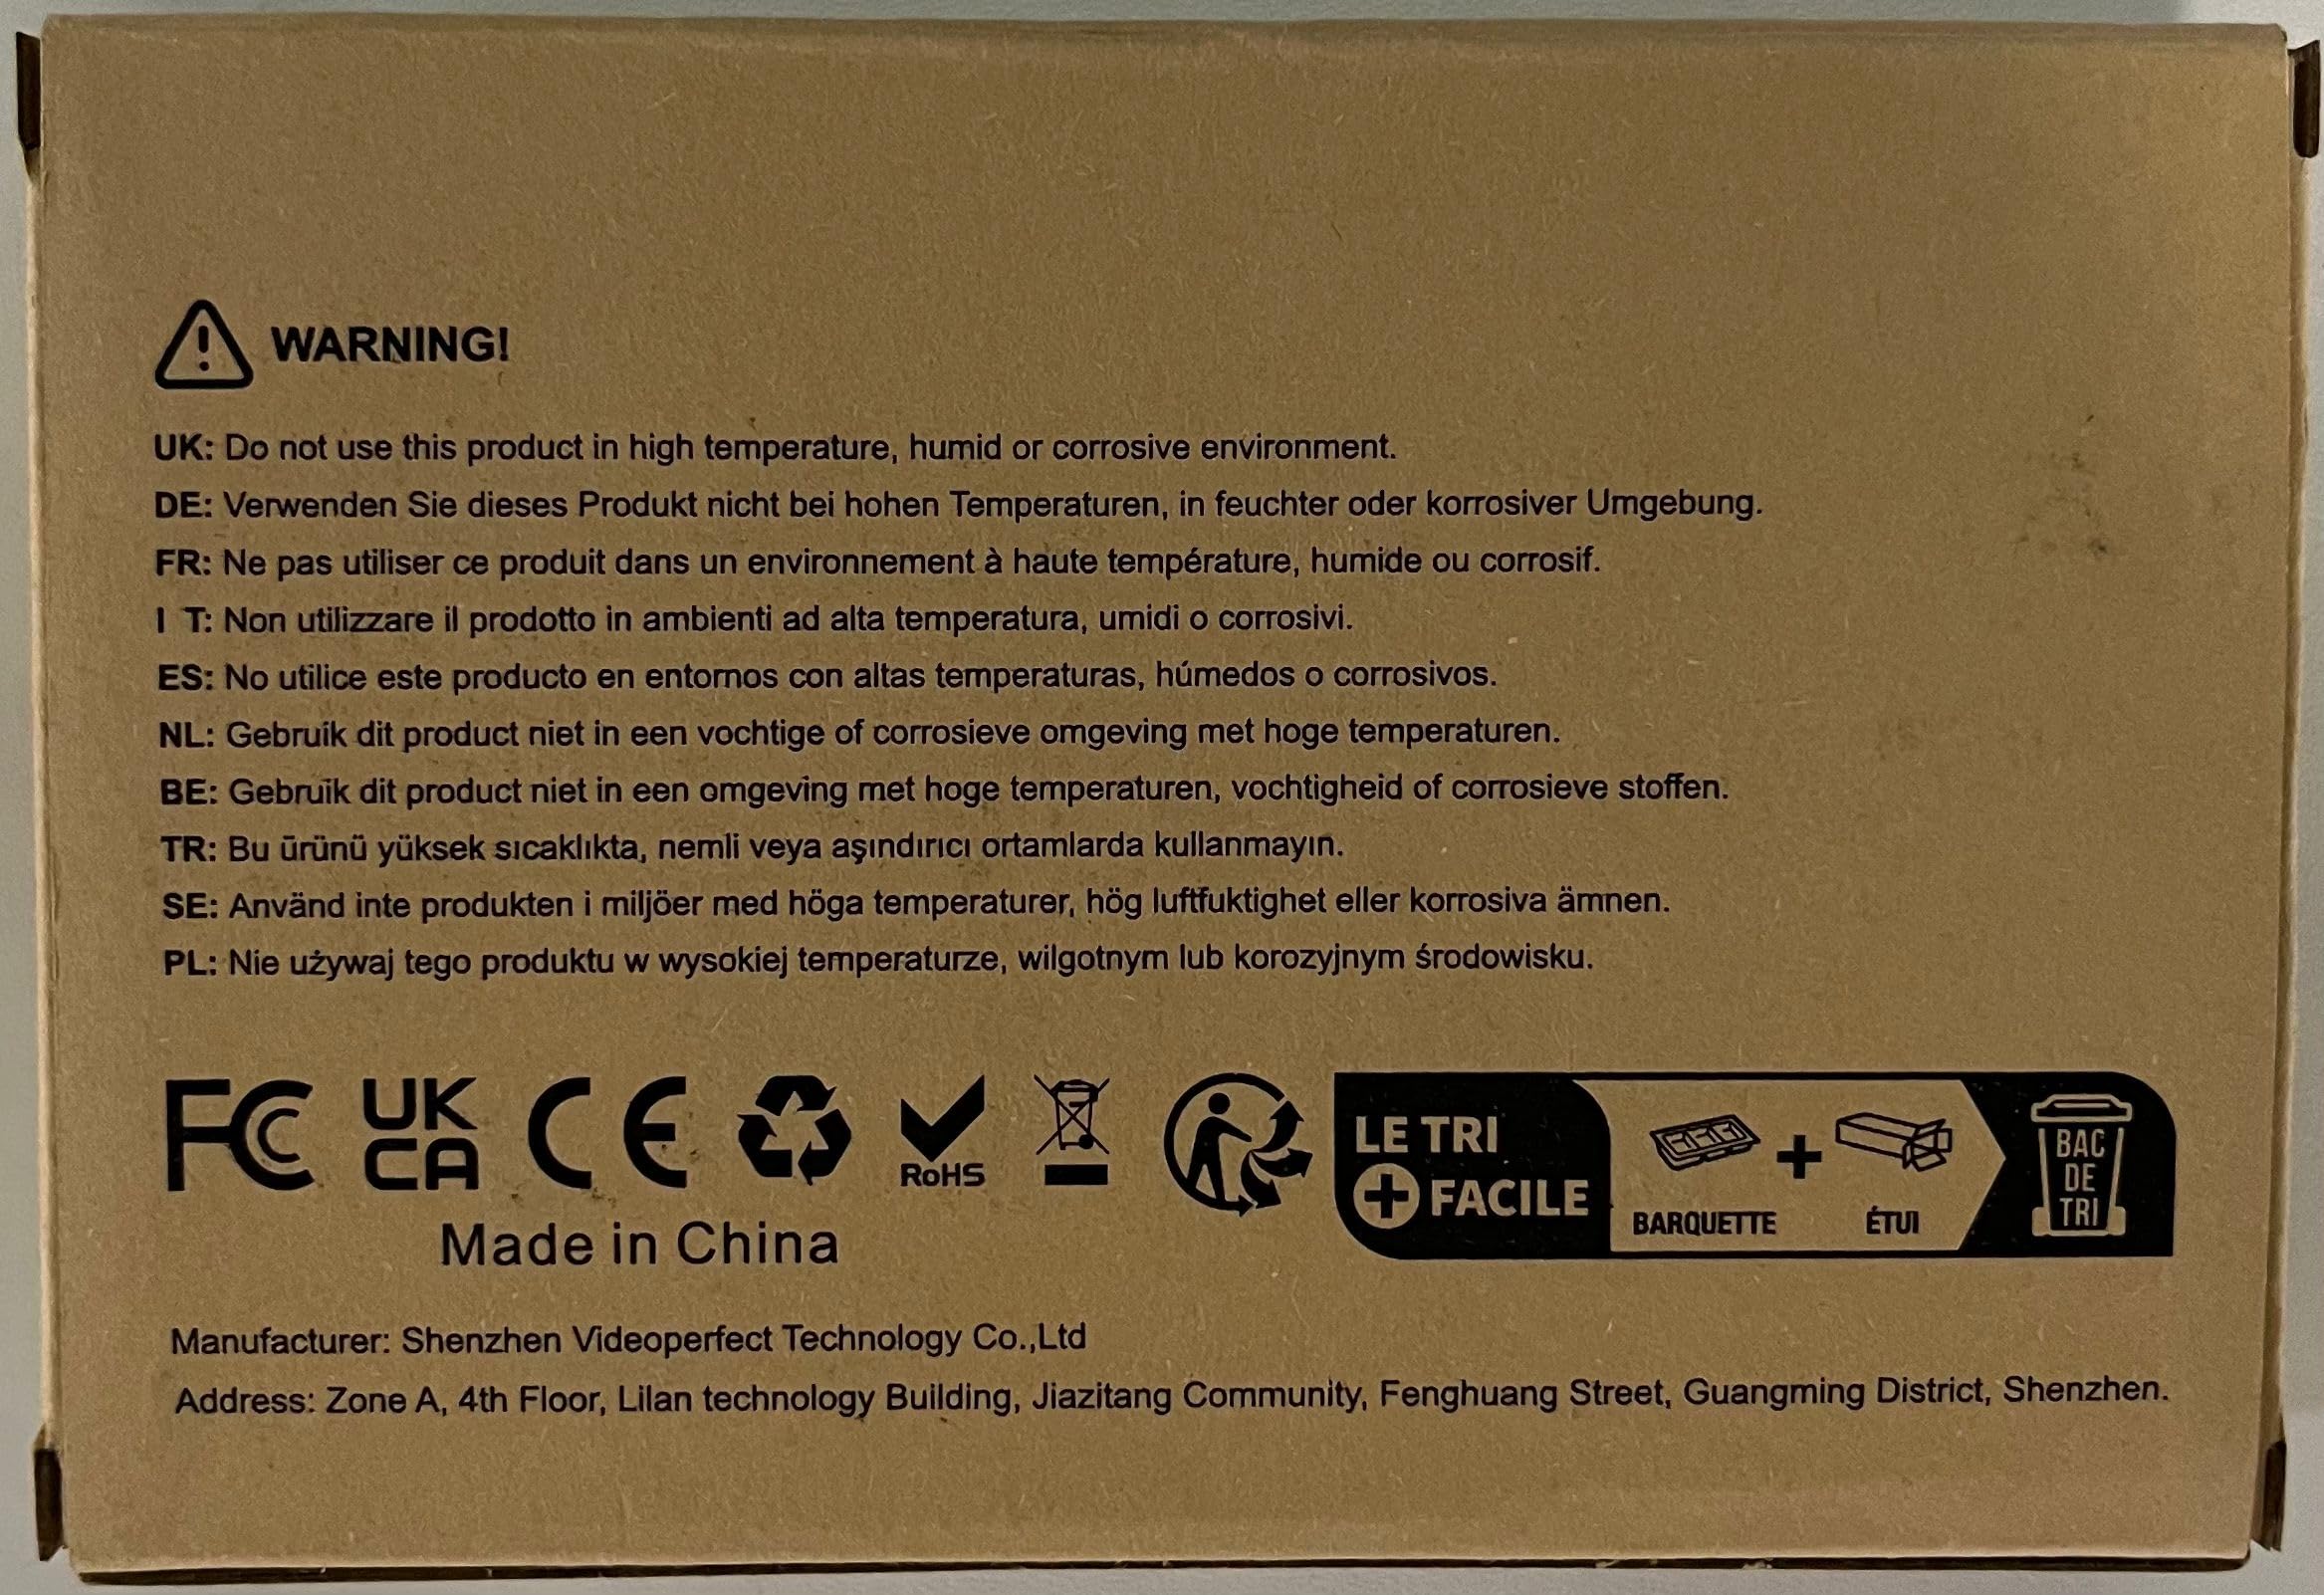 WARNING!
UK: Do not use this product in high temperature, humid or corrosive environment.
DE: Verwenden Sie dieses Produkt nicht bei hohen Temperaturen, in feuchter oder korrosiver Umgebung.
FR: Ne pas utiliser ce produit dans un environnement à haute température, humide ou corrosif.
I T: Non utilizzare il prodotto in ambienti ad alta temperatura, umidi o corrosivi.
ES: No utilice este producto en entornos con altas temperaturas, húmedos o corrosivos.
NL: Gebruik dit product niet in een vochtige of corrosieve omgeving met hoge temperaturen.
BE: Gebruik dit product niet in een omgeving met hoge temperaturen, vochtigheid of corrosieve stoffen.
TR: Bu ürünü yüksek sıcaklıkta, nemli veya aşındırıcı ortamlarda kullanmayın.
SE: Använd inte produkten i miljöer med höga temperaturer, hög luftfuktighet eller korrosiva ämnen.
PL: Nie używaj tego produktu w wysokiej temperaturze, wilgotnym lub korozyjnym środowisku.
FC
UK
CA
CE
RoHS
LE TRI
+ FACILE
BARQUETTE
+
ÉTUI
BAC
DE
TRI
Made in China
Manufacturer: Shenzhen Videoperfect Technology Co.,Ltd
Address: Zone A, 4th Floor, Lilan technology Building, Jiazitang Community, Fenghuang Street, Guangming District, Shenzhen.